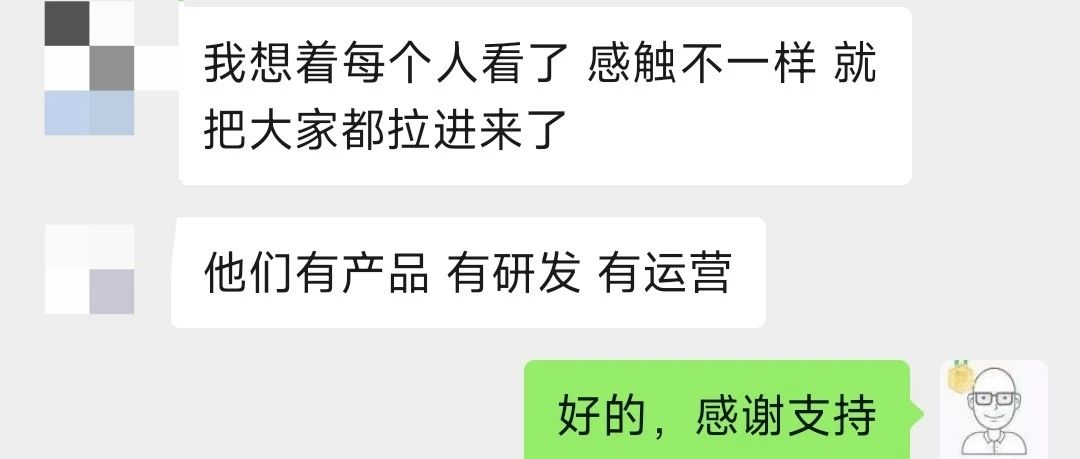 我想着每个人看了 感触不一样 就
把大家都拉进来了
他们有产品 有研发 有运营
好的，感谢支持